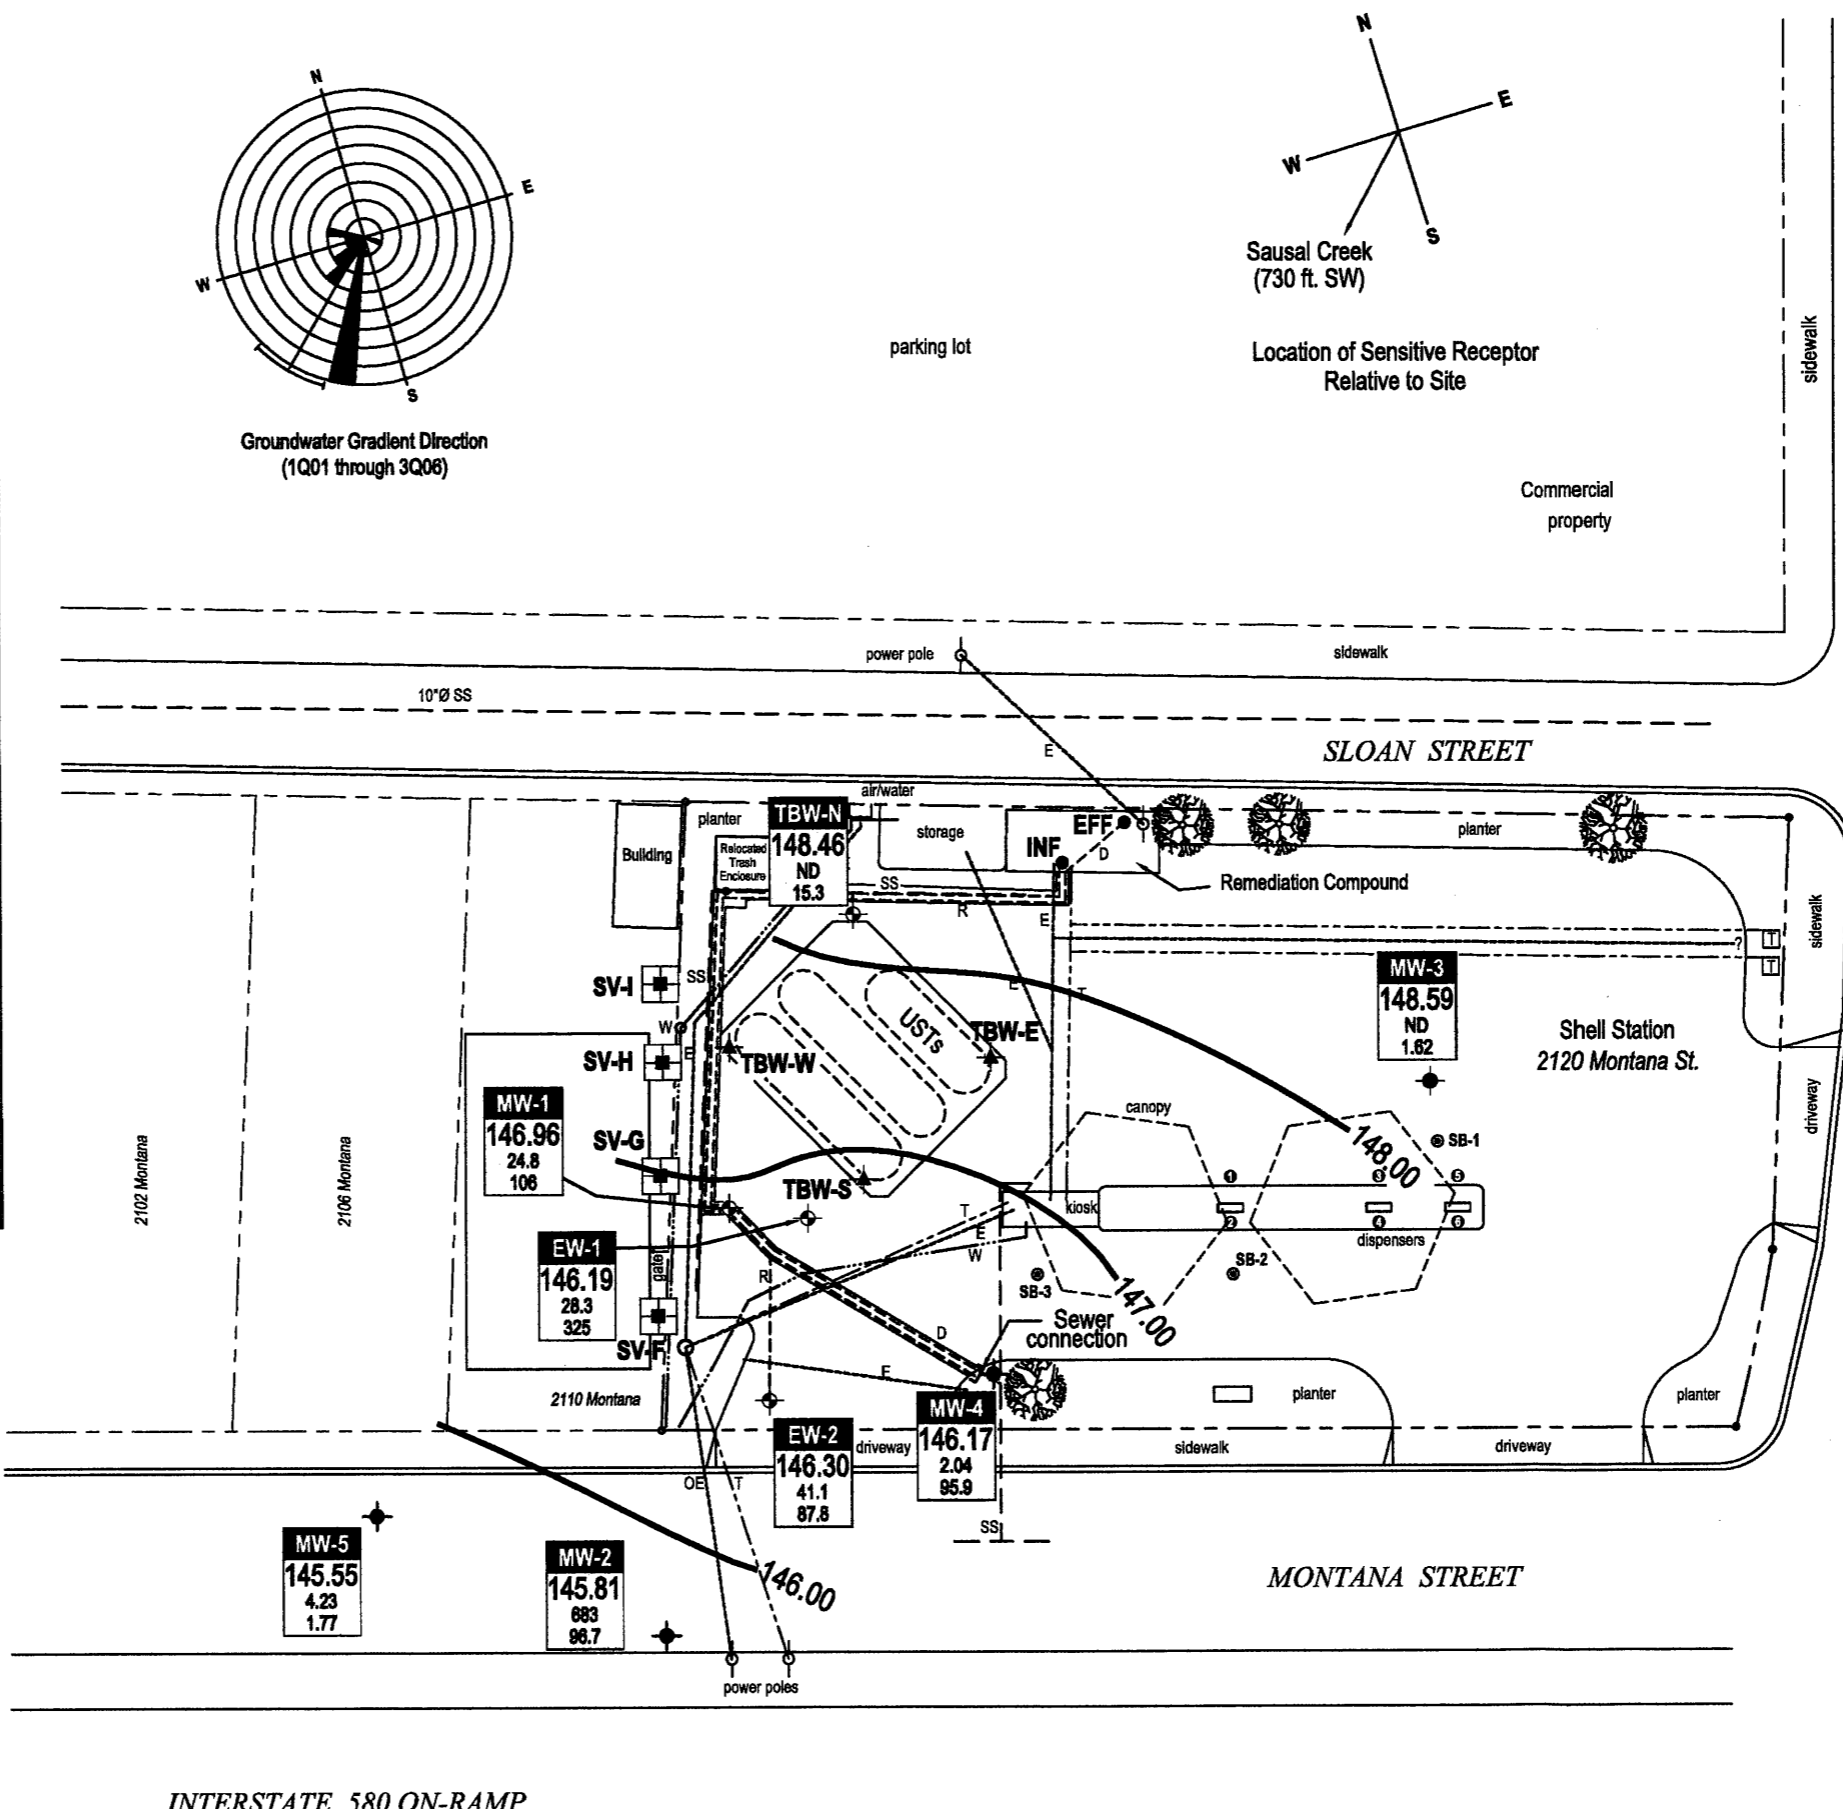 N
E
W
S
Groundwater Gradient Direction
(1Q01 through 3Q06)
N
E
W
S
Sausal Creek
(730 ft. SW)
Location of Sensitive Receptor
Relative to Site
parking lot
sidewalk
Commercial
property
power pole
sidewalk
10"Ø SS
SLOAN STREET
E
air/water
planter
TBW-N
148.46
ND
15.3
storage
EFF
INF
D
planter
Building
Relocated
Trash
Enclosure
SS
R
E
Remediation Compound
sidewalk
?
T
T
MW-3
148.59
ND
1.62
SV-I
SS
E
T
W
E
USTs
TBW-E
TBW-W
SV-H
Shell Station
2120 Montana St.
driveway
MW-1
146.96
24.8
106
SV-G
canopy
SB-1
148.00
2102 Montana
2106 Montana
TBW-S
1
3
5
kiosk
2
4
6
dispensers
T
E
W
EW-1
146.19
28.3
325
gate
R
SB-3
SB-2
147.00
Sewer
connection
D
SV-F
E
2110 Montana
planter
planter
MW-4
146.17
2.04
95.9
EW-2
146.30
41.1
87.8
driveway
sidewalk
driveway
OE
T
SS
MW-5
145.55
4.23
1.77
MW-2
145.81
683
96.7
146.00
MONTANA STREET
power poles
INTERSTATE 580 ON-RAMP